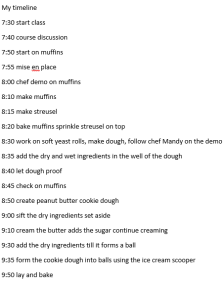 My timeline
7:30 start class
7:40 course discussion
7:50 start on muffins
7:55 mise en place
8:00 chef demo on muffins
8:10 make muffins
8:15 make streusel
8:20 bake muffins sprinkle streusel on top
8:30 work on soft yeast rolls, make dough, follow chef Mandy on the demo
8:35 add the dry and wet ingredients in the well of the dough
8:40 let dough proof
8:45 check on muffins
8:50 create peanut butter cookie dough
9:00 sift the dry ingredients set aside
9:10 cream the butter adds the sugar continue creaming
9:30 add the dry ingredients till it forms a ball
9:35 form the cookie dough into balls using the ice cream scooper
9:50 lay and bake